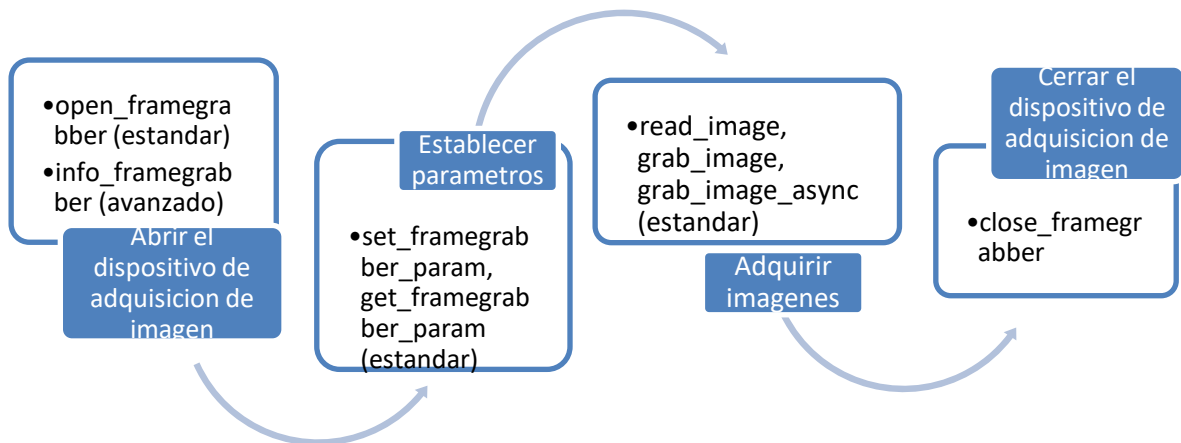 •open_framegra
bber (estandar)
•info_framegrab
ber (avanzado)
Abrir el
dispositivo de
adquisicion de
imagen
Establecer
parametros
•set_framegrab
ber_param,
get_framegrab
ber_param
(estandar)
•read_image,
grab_image,
grab_image_async
(estandar)
Adquirir
imagenes
Cerrar el
dispositivo de
adquisicion de
imagen
•close_framegr
abber